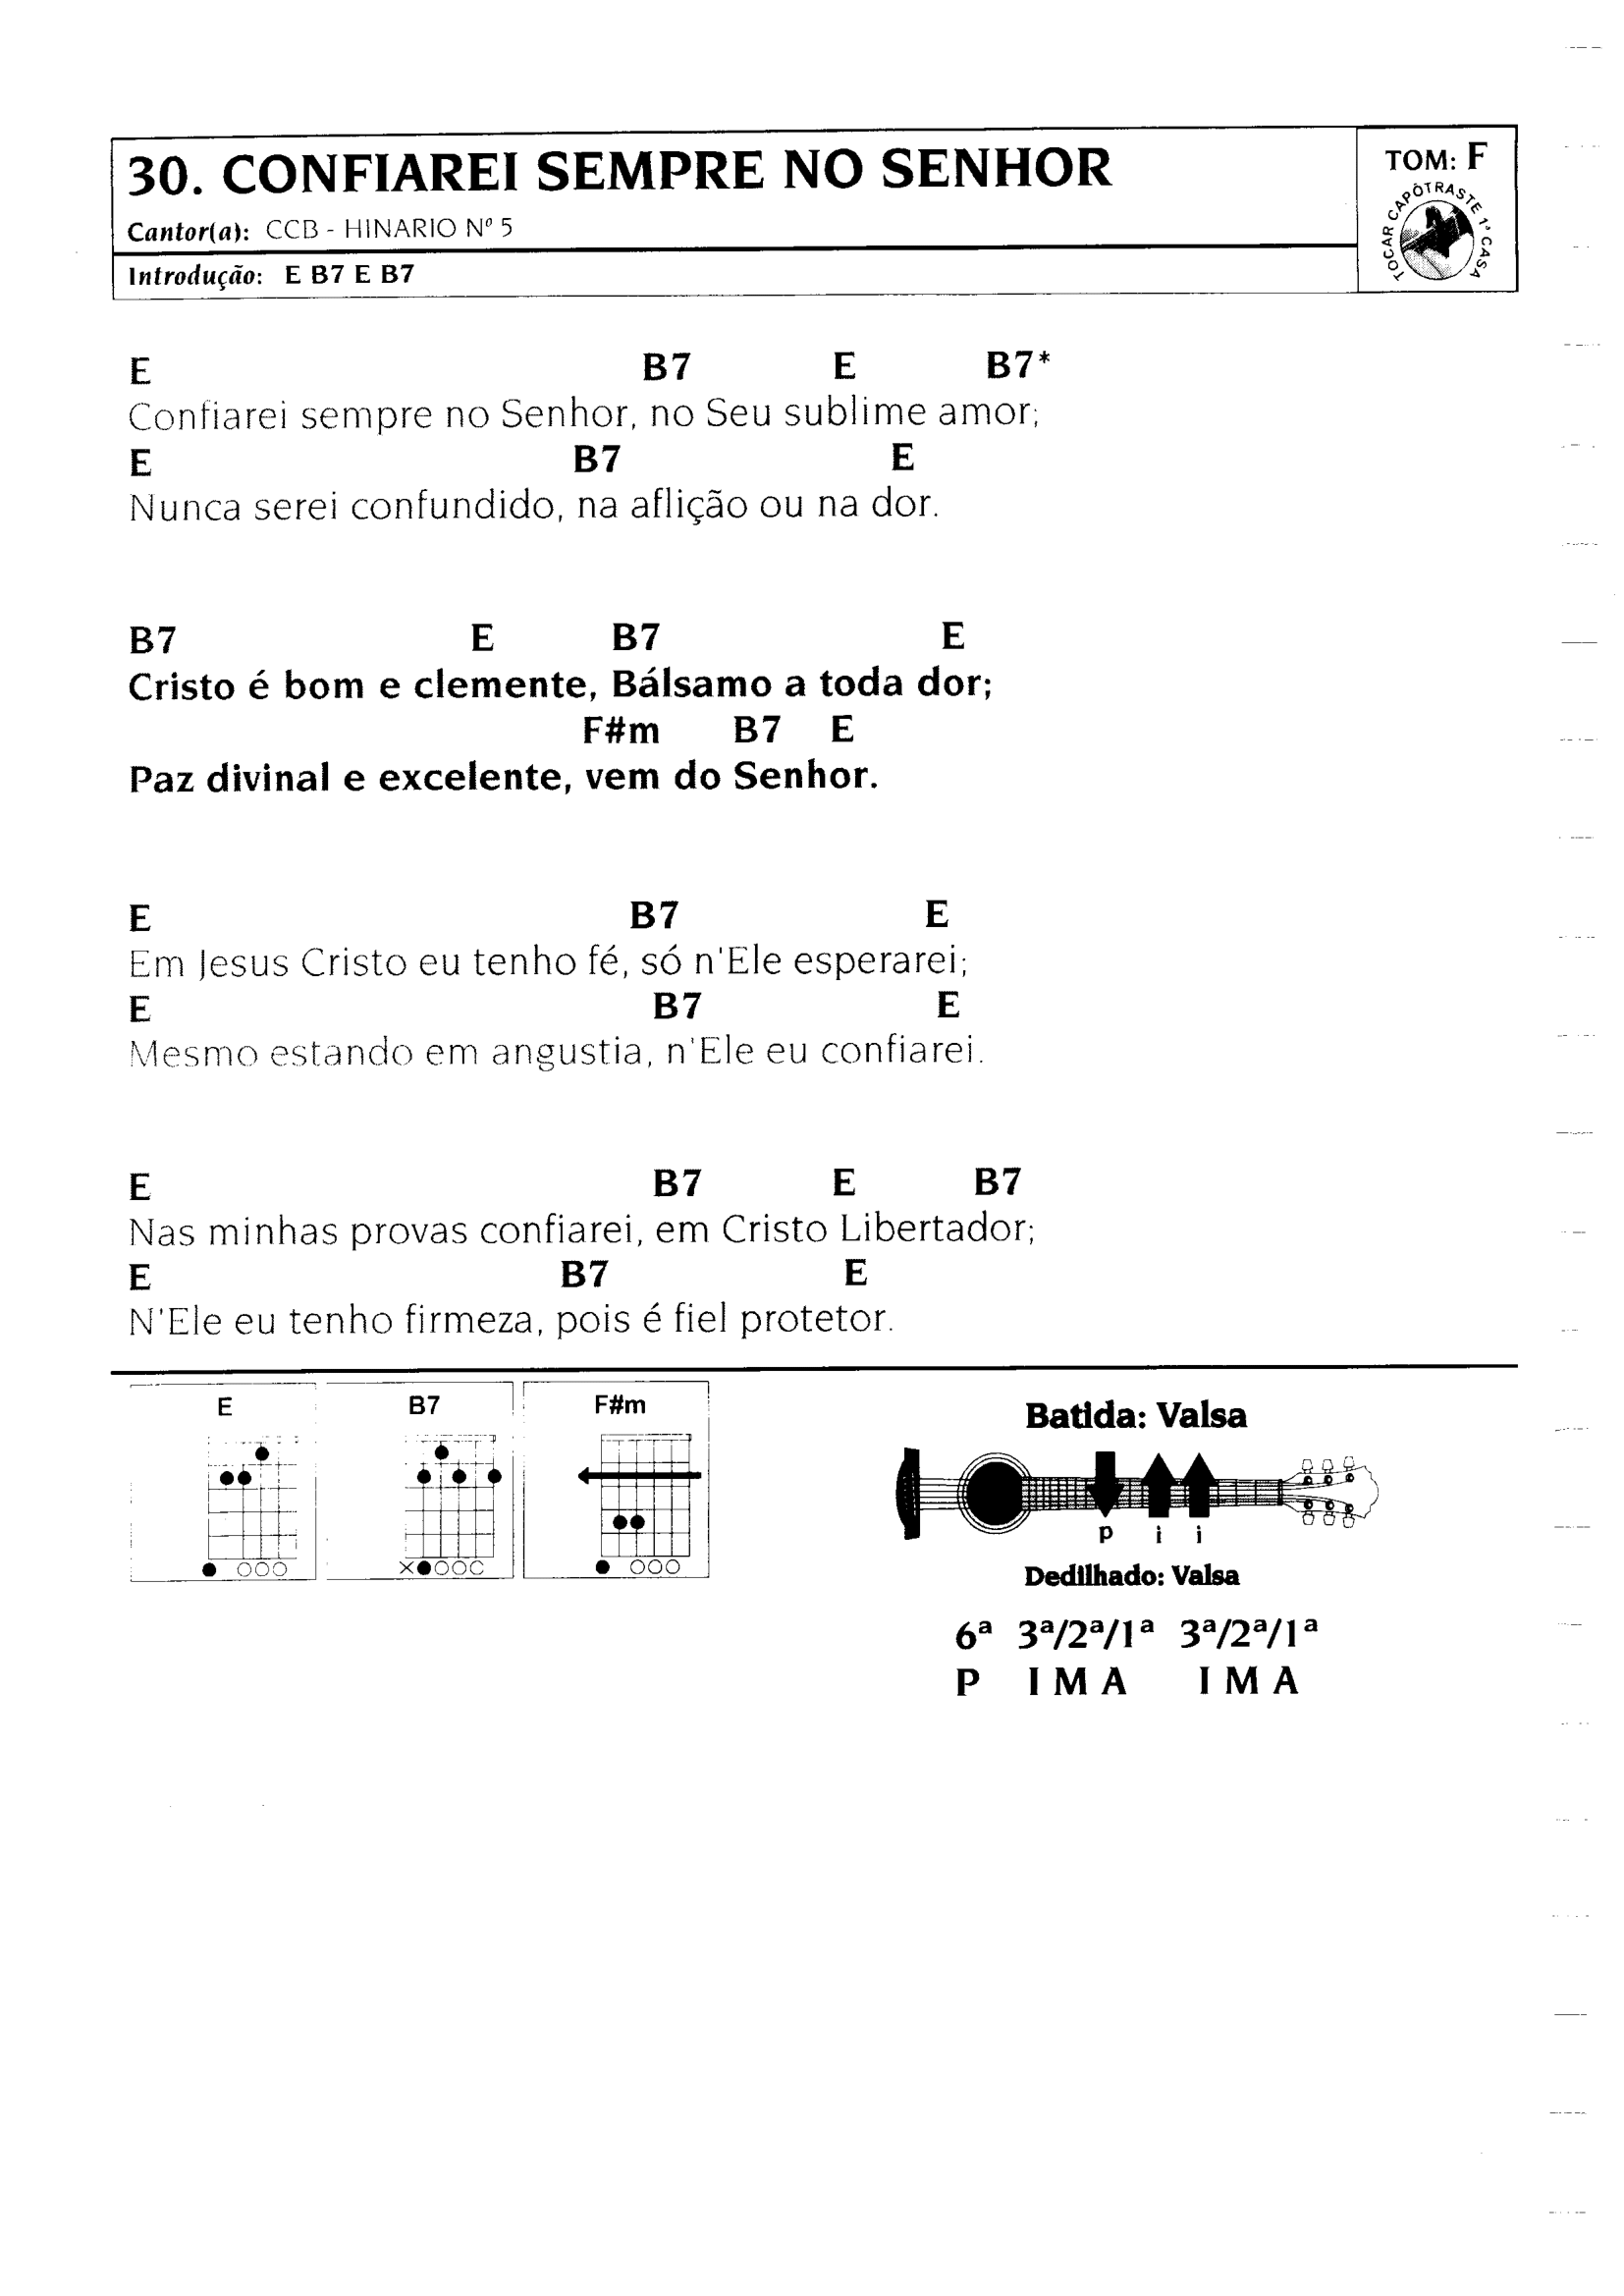 30. CONFIAREI SEMPRE NO SENHOR
TOM: F
Cantor(a): CCB - HINARIO Nº 5
TOCAR CAPÔTRASTE 1ª CASA
Introdução: E B7 E B7
E B7 E B7*
Confiarei sempre no Senhor, no Seu sublime amor;
E B7 E
Nunca serei confundido, na aflição ou na dor.
B7 E B7 E
Cristo é bom e clemente, Bálsamo a toda dor;
F#m B7 E
Paz divinal e excelente, vem do Senhor.
E B7 E
Em Jesus Cristo eu tenho fé, só n'Ele esperarei;
E B7 E
Mesmo estando em angustia, n'Ele eu confiarei.
E B7 E B7
Nas minhas provas confiarei, em Cristo Libertador;
E B7 E
N'Ele eu tenho firmeza, pois é fiel protetor.
E B7 F#m
Batida: Valsa
p i i
Dedilhado: Valsa
6ª 3ª/2ª/1ª 3ª/2ª/1ª
P I M A I M A